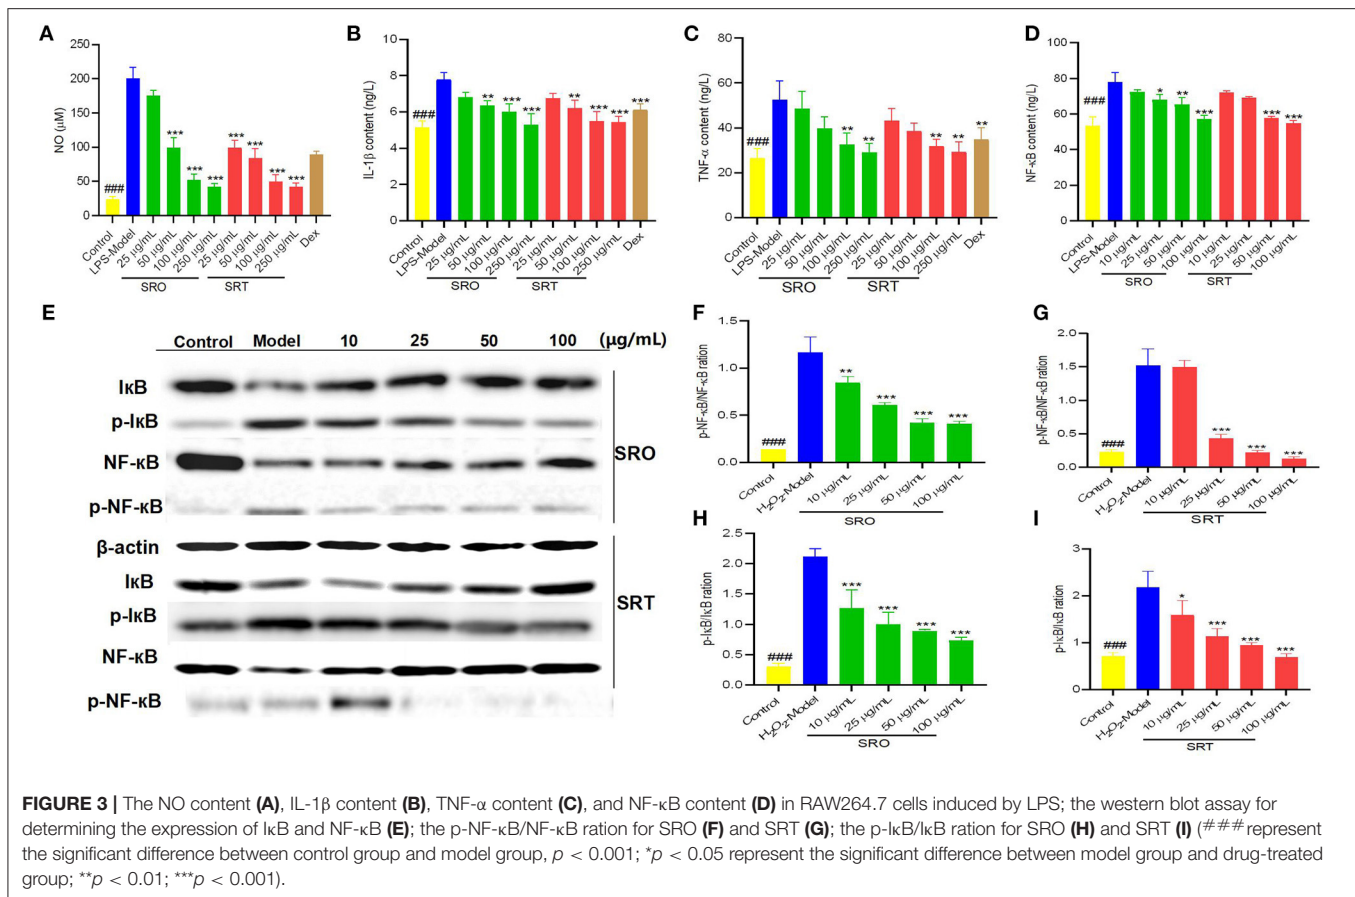 A
NO
(μM)
250
200
150
100
50
0
###
***
***
***
***
***
***
***
Control
LPS-Model
25 μg/mL
50 μg/mL
100 μg/mL
250 μg/mL
25 μg/mL
50 μg/mL
100 μg/mL
250 μg/mL
Dex
SRO
SRT
B
IL-1β content (ng/L)
10
8
6
4
2
0
###
**
***
***
**
***
***
***
Control
LPS-Model
25 μg/mL
50 μg/mL
100 μg/mL
250 μg/mL
25 μg/mL
50 μg/mL
100 μg/mL
250 μg/mL
Dex
SRO
SRT
C
TNF-α content (ng/L)
80
60
40
20
0
###
**
**
**
**
**
Control
LPS-Model
25 μg/mL
50 μg/mL
100 μg/mL
250 μg/mL
25 μg/mL
50 μg/mL
100 μg/mL
250 μg/mL
Dex
SRO
SRT
D
NF-κB content (ng/L)
100
80
60
40
20
0
###
*
**
***
***
***
Control
LPS-Model
10 μg/mL
25 μg/mL
50 μg/mL
100 μg/mL
10 μg/mL
25 μg/mL
50 μg/mL
100 μg/mL
SRO
SRT
E
Control Model 10 25 50 100 (μg/mL)
IκB
p-IκB
NF-κB
p-NF-κB
SRO
β-actin
IκB
p-IκB
NF-κB
p-NF-κB
SRT
F
p-NF-κB/NF-κB ration
1.5
1.0
0.5
0.0
###
**
***
***
***
Control
H₂O₂-Model
10 μg/mL
25 μg/mL
50 μg/mL
100 μg/mL
SRO
G
p-NF-κB/NF-κB ration
2.0
1.5
1.0
0.5
0.0
###
***
***
***
Control
H₂O₂-Model
10 μg/mL
25 μg/mL
50 μg/mL
100 μg/mL
SRT
H
p-IκB/IκB ration
2.5
2.0
1.5
1.0
0.5
0.0
###
***
***
***
***
Control
H₂O₂-Model
10 μg/mL
25 μg/mL
50 μg/mL
100 μg/mL
SRO
I
p-IκB/IκB ration
3
2
1
0
###
*
***
***
***
Control
H₂O₂-Model
10 μg/mL
25 μg/mL
50 μg/mL
100 μg/mL
SRT
FIGURE 3 | The NO content (A), IL-1β content (B), TNF-α content (C), and NF-κB content (D) in RAW264.7 cells induced by LPS; the western blot assay for
determining the expression of IκB and NF-κB (E); the p-NF-κB/NF-κB ration for SRO (F) and SRT (G); the p-IκB/IκB ration for SRO (H) and SRT (I) (###represent
the significant difference between control group and model group, p < 0.001; *p < 0.05 represent the significant difference between model group and drug-treated
group; **p < 0.01; ***p < 0.001).